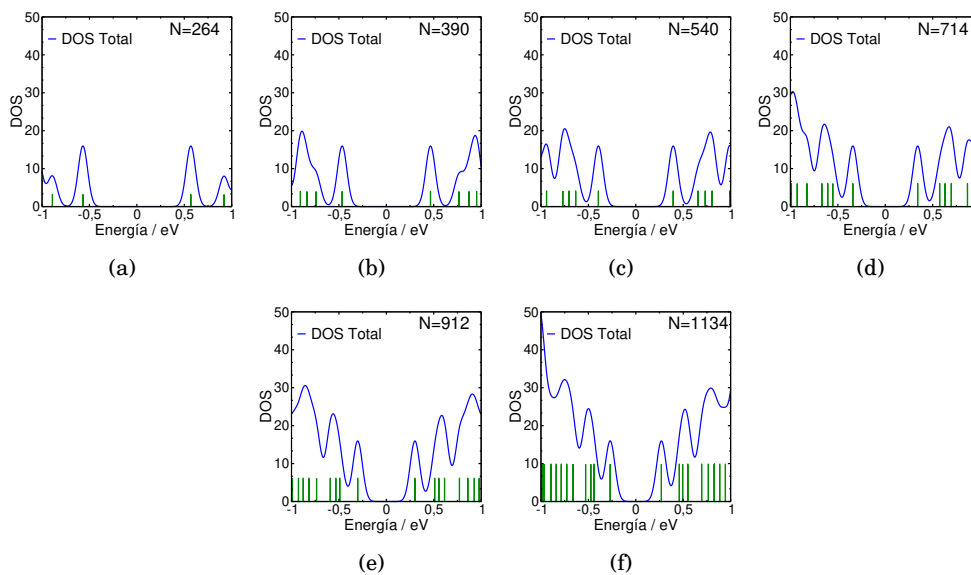 50 N=264
DOS Total
40
30
DOS
20
10
0
-1 -0,5 0 0,5 1
Energía / eV
(a)
50 N=390
DOS Total
40
30
DOS
20
10
0
-1 -0,5 0 0,5 1
Energía / eV
(b)
50 N=540
DOS Total
40
30
DOS
20
10
0
-1 -0,5 0 0,5 1
Energía / eV
(c)
50 N=714
DOS Total
40
30
DOS
20
10
0
-1 -0,5 0 0,5
Energía / eV
(d)
50 N=912
DOS Total
40
30
DOS
20
10
0
-1 -0,5 0 0,5 1
Energía / eV
(e)
50 N=1134
DOS Total
40
30
DOS
20
10
0
-1 -0,5 0 0,5 1
Energía / eV
(f)